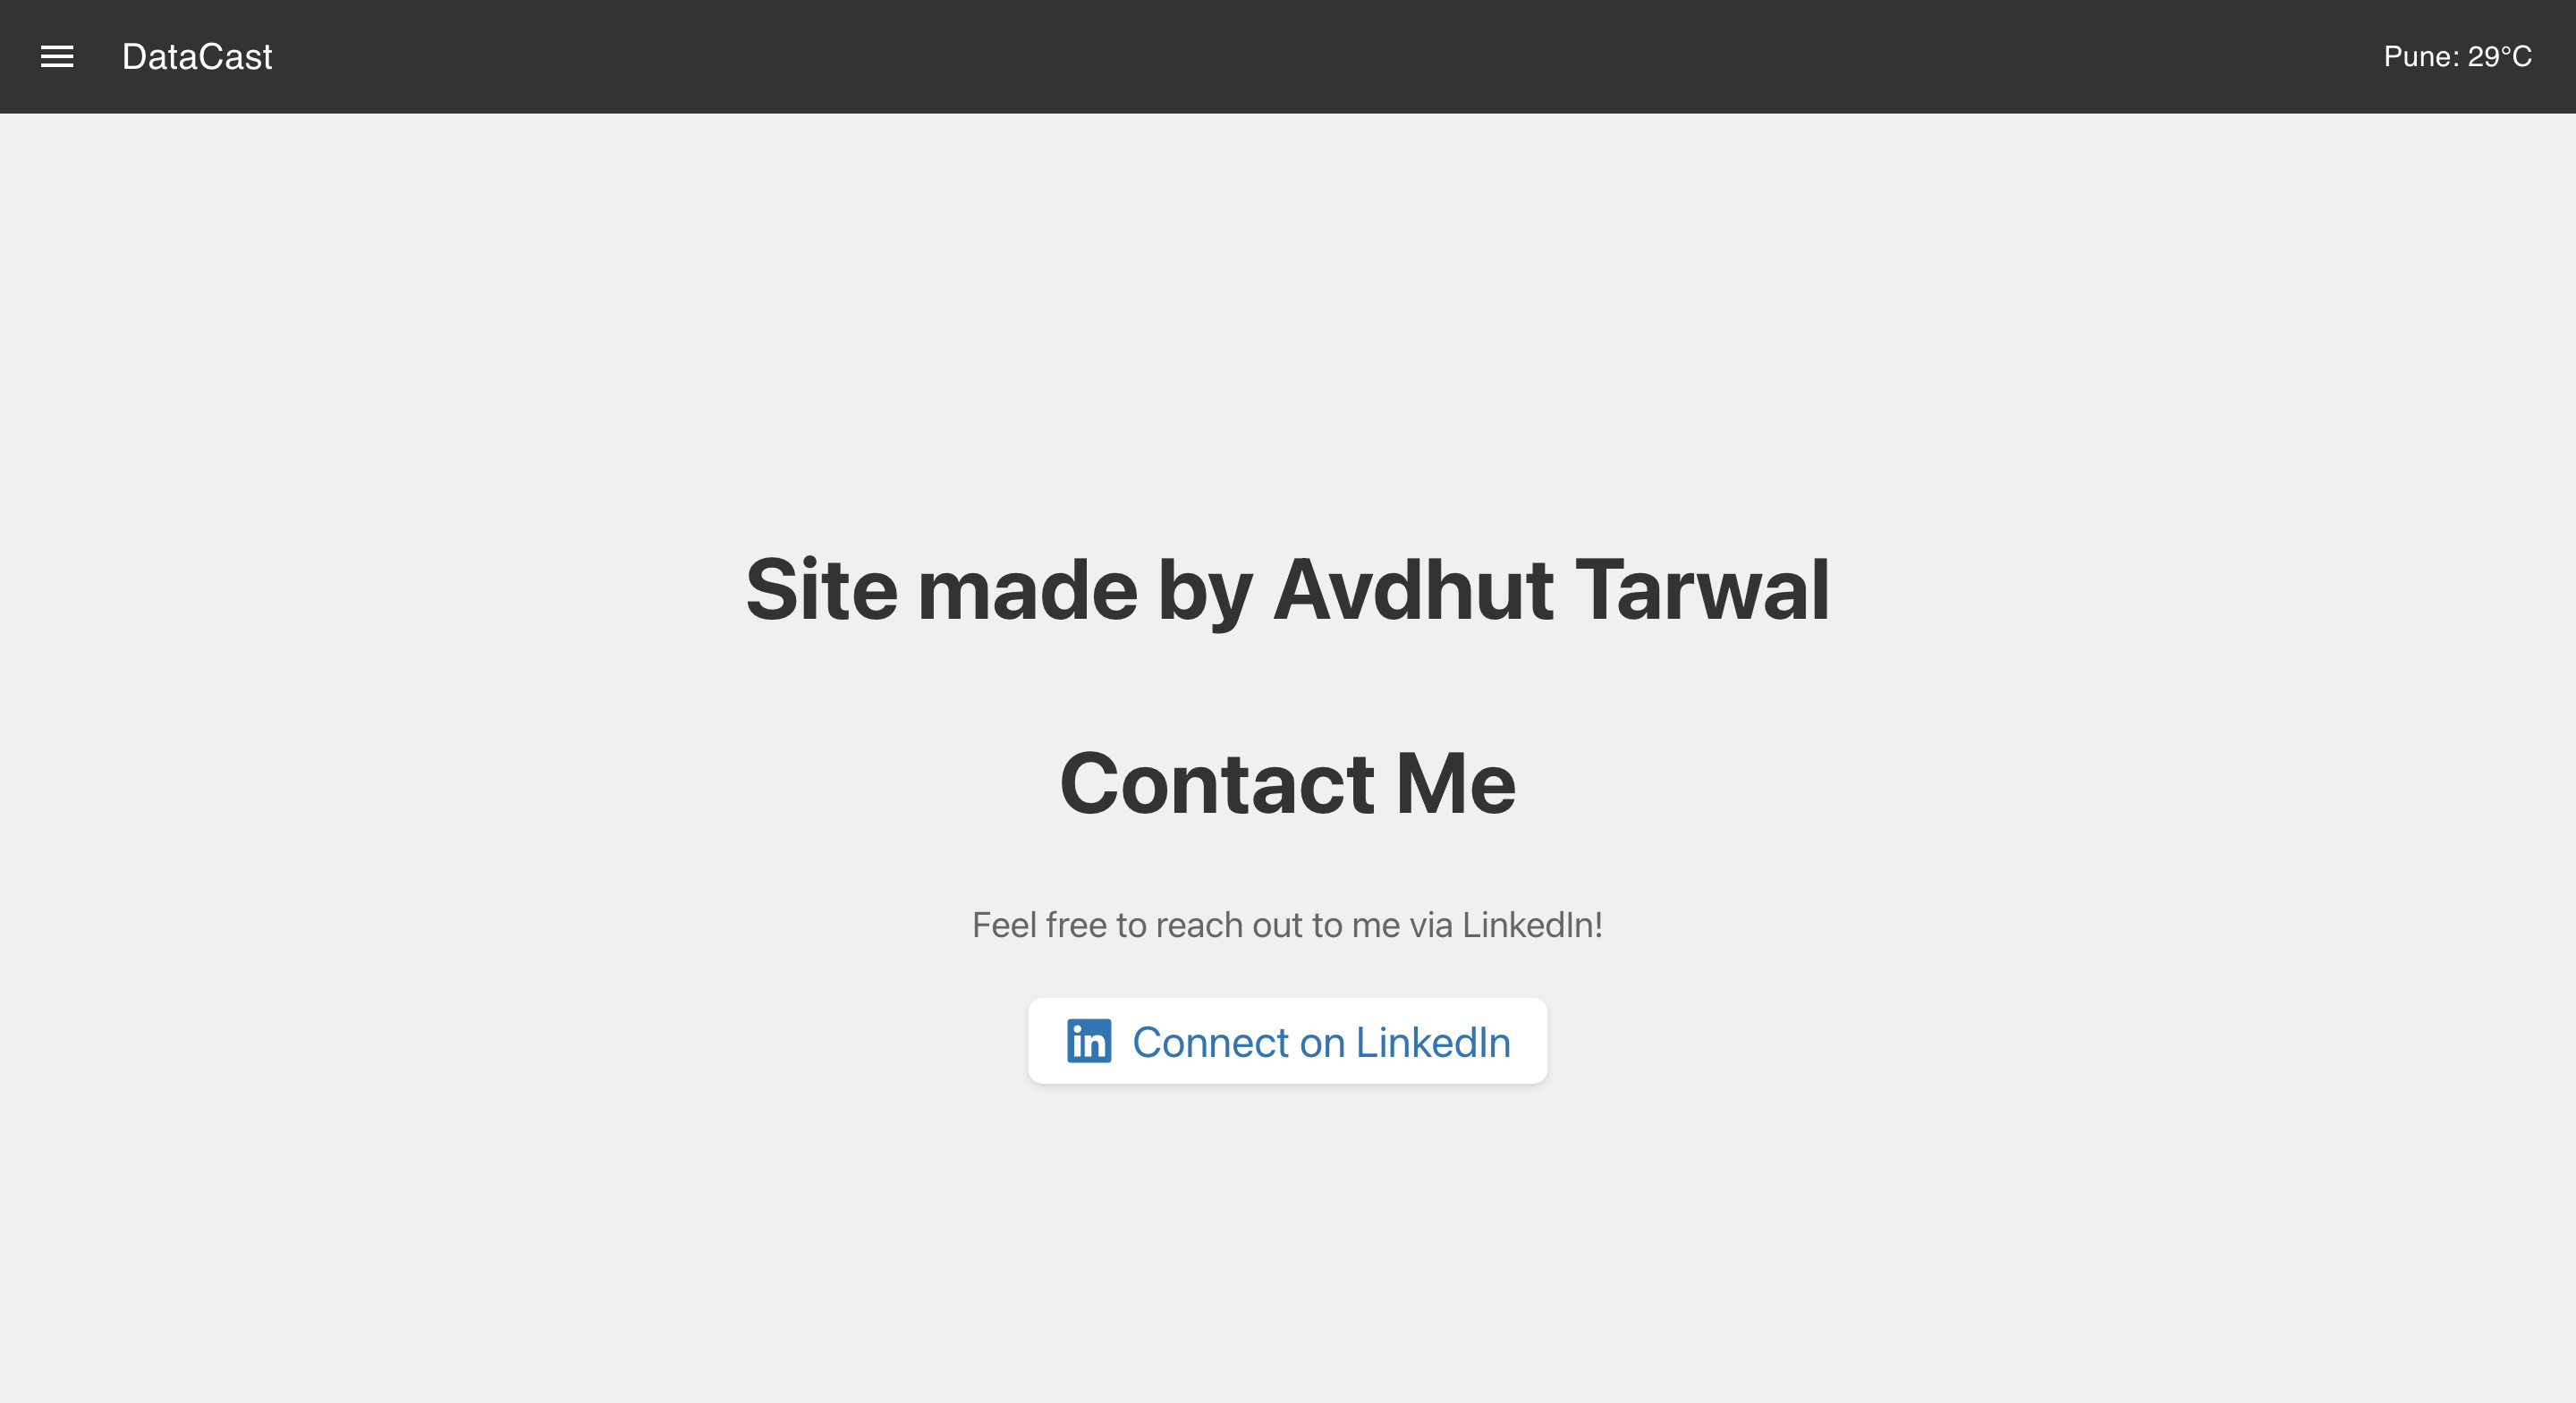 DataCast
Pune: 29°C
Site made by Avdhut Tarwal
Contact Me
Feel free to reach out to me via LinkedIn!
in Connect on LinkedIn